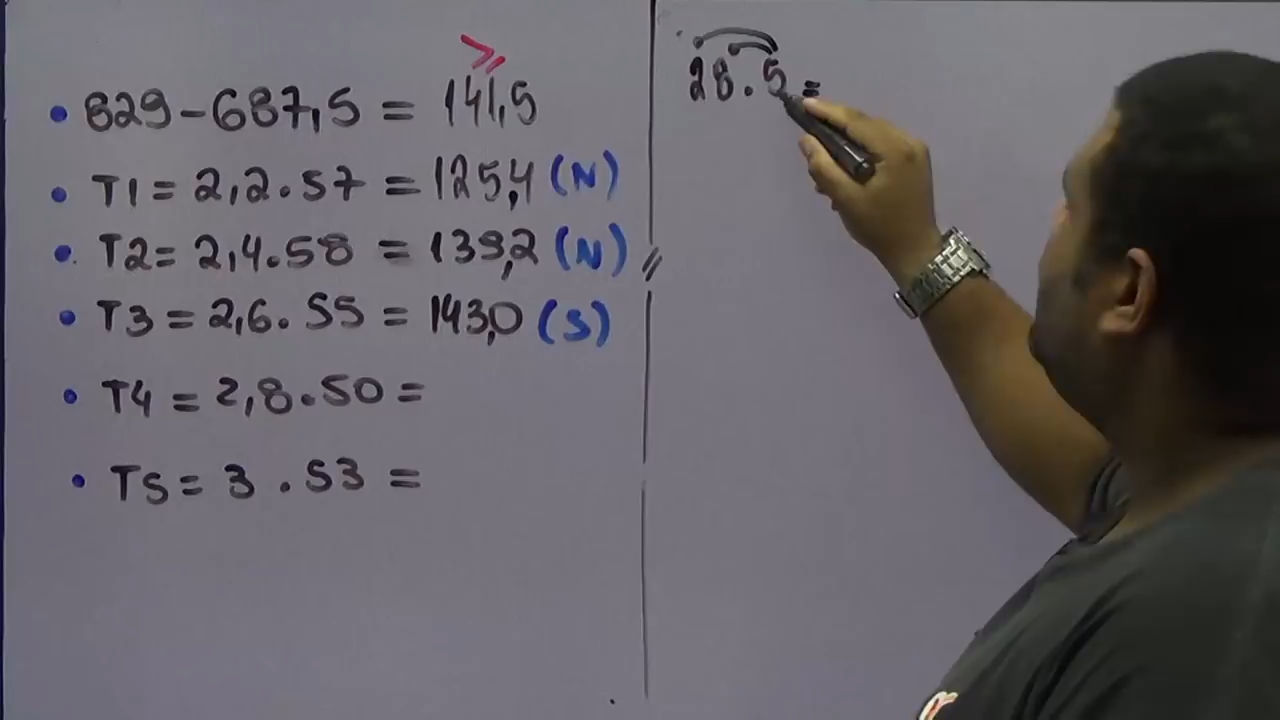 829-687,5 = 141,5
≥
T1 = 2,2.57 = 125,4 (N)
T2= 2,4.58 = 139,2 (N)
T3 = 2,6. 55 = 143,0 (S)
T4 = 2,8.50 =
T5 = 3 . 53 =
28.5 =